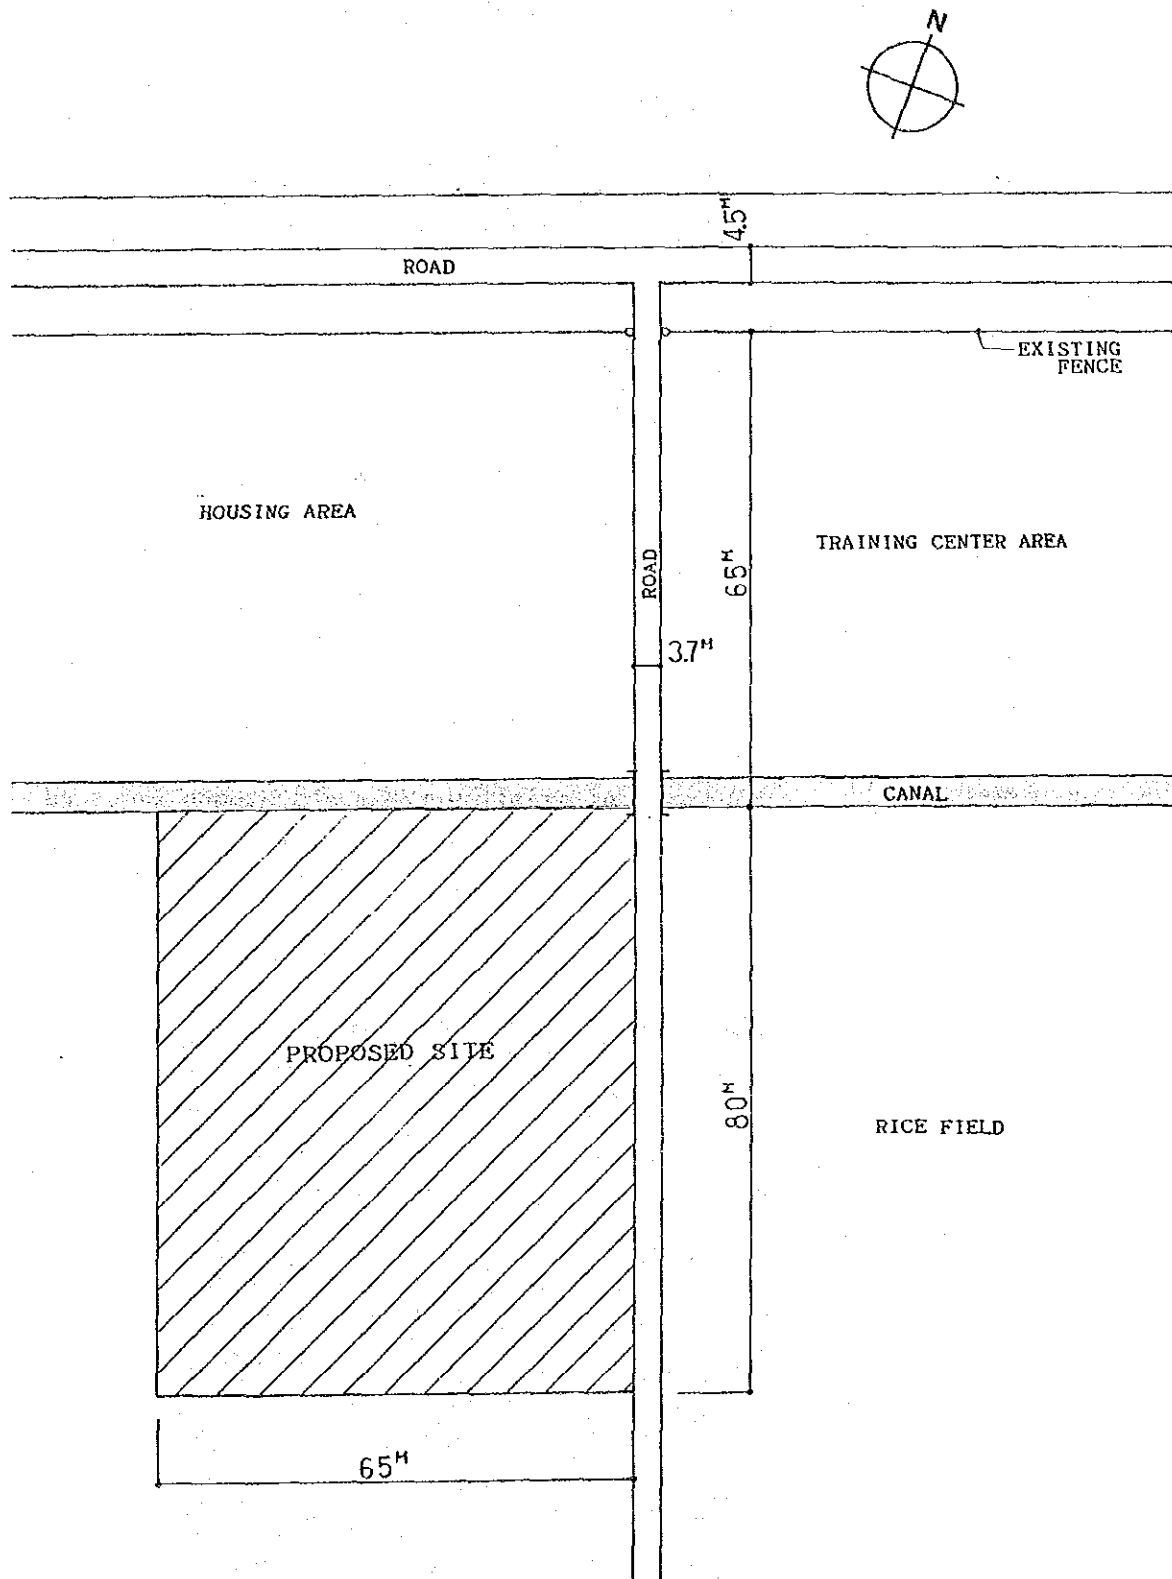 N
4.5M
ROAD
EXISTING
FENCE
HOUSING AREA
TRAINING CENTER AREA
ROAD
65M
3.7M
CANAL
PROPOSED SITE
80M
RICE FIELD
65M